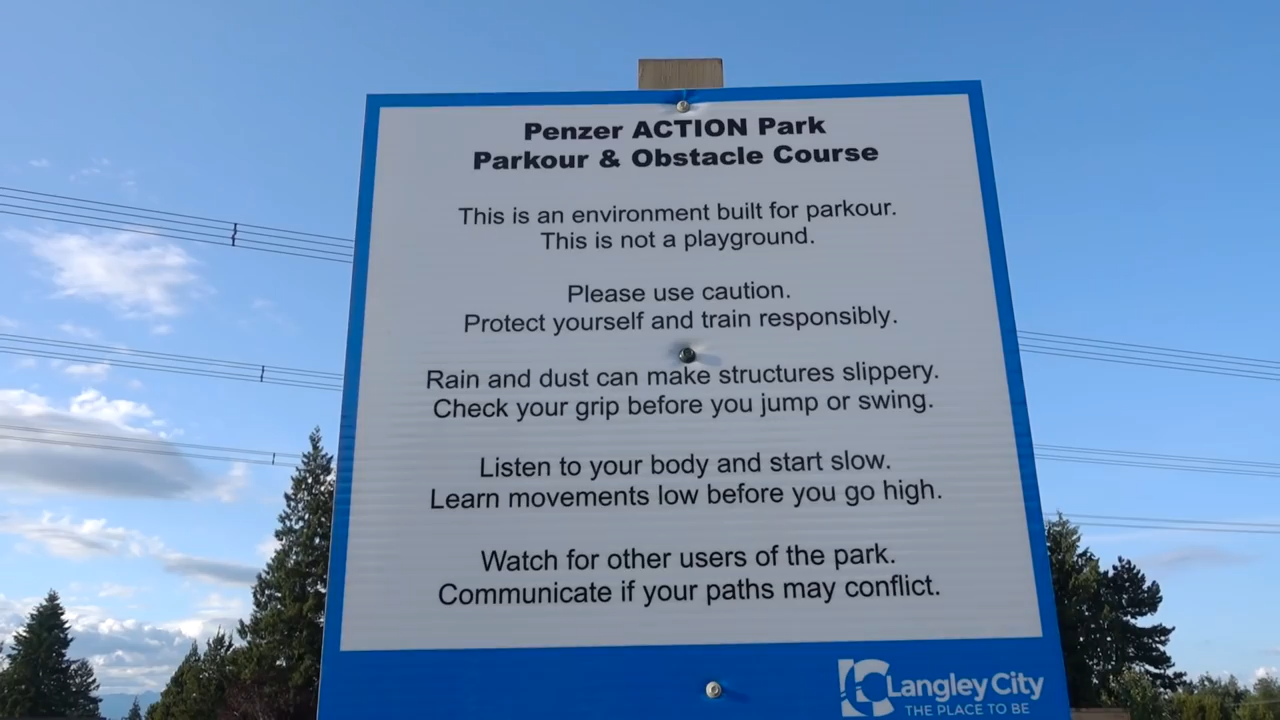 Penzer ACTION Park
Parkour & Obstacle Course
This is an environment built for parkour.
This is not a playground.
Please use caution.
Protect yourself and train responsibly.
Rain and dust can make structures slippery.
Check your grip before you jump or swing.
Listen to your body and start slow.
Learn movements low before you go high.
Watch for other users of the park.
Communicate if your paths may conflict.
Langley City
THE PLACE TO BE